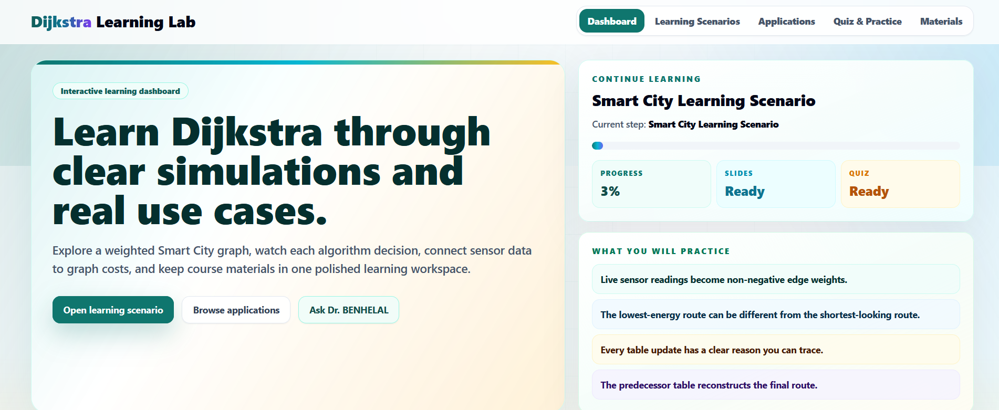 Dijkstra Learning Lab
Dashboard
Learning Scenarios
Applications
Quiz & Practice
Materials
Interactive learning dashboard
Learn Dijkstra through
clear simulations and
real use cases.
Explore a weighted Smart City graph, watch each algorithm decision, connect sensor data
to graph costs, and keep course materials in one polished learning workspace.
Open learning scenario
Browse applications
Ask Dr. BENHELAL
CONTINUE LEARNING
Smart City Learning Scenario
Current step: Smart City Learning Scenario
PROGRESS
3%
SLIDES
Ready
QUIZ
Ready
WHAT YOU WILL PRACTICE
Live sensor readings become non-negative edge weights.
The lowest-energy route can be different from the shortest-looking route.
Every table update has a clear reason you can trace.
The predecessor table reconstructs the final route.